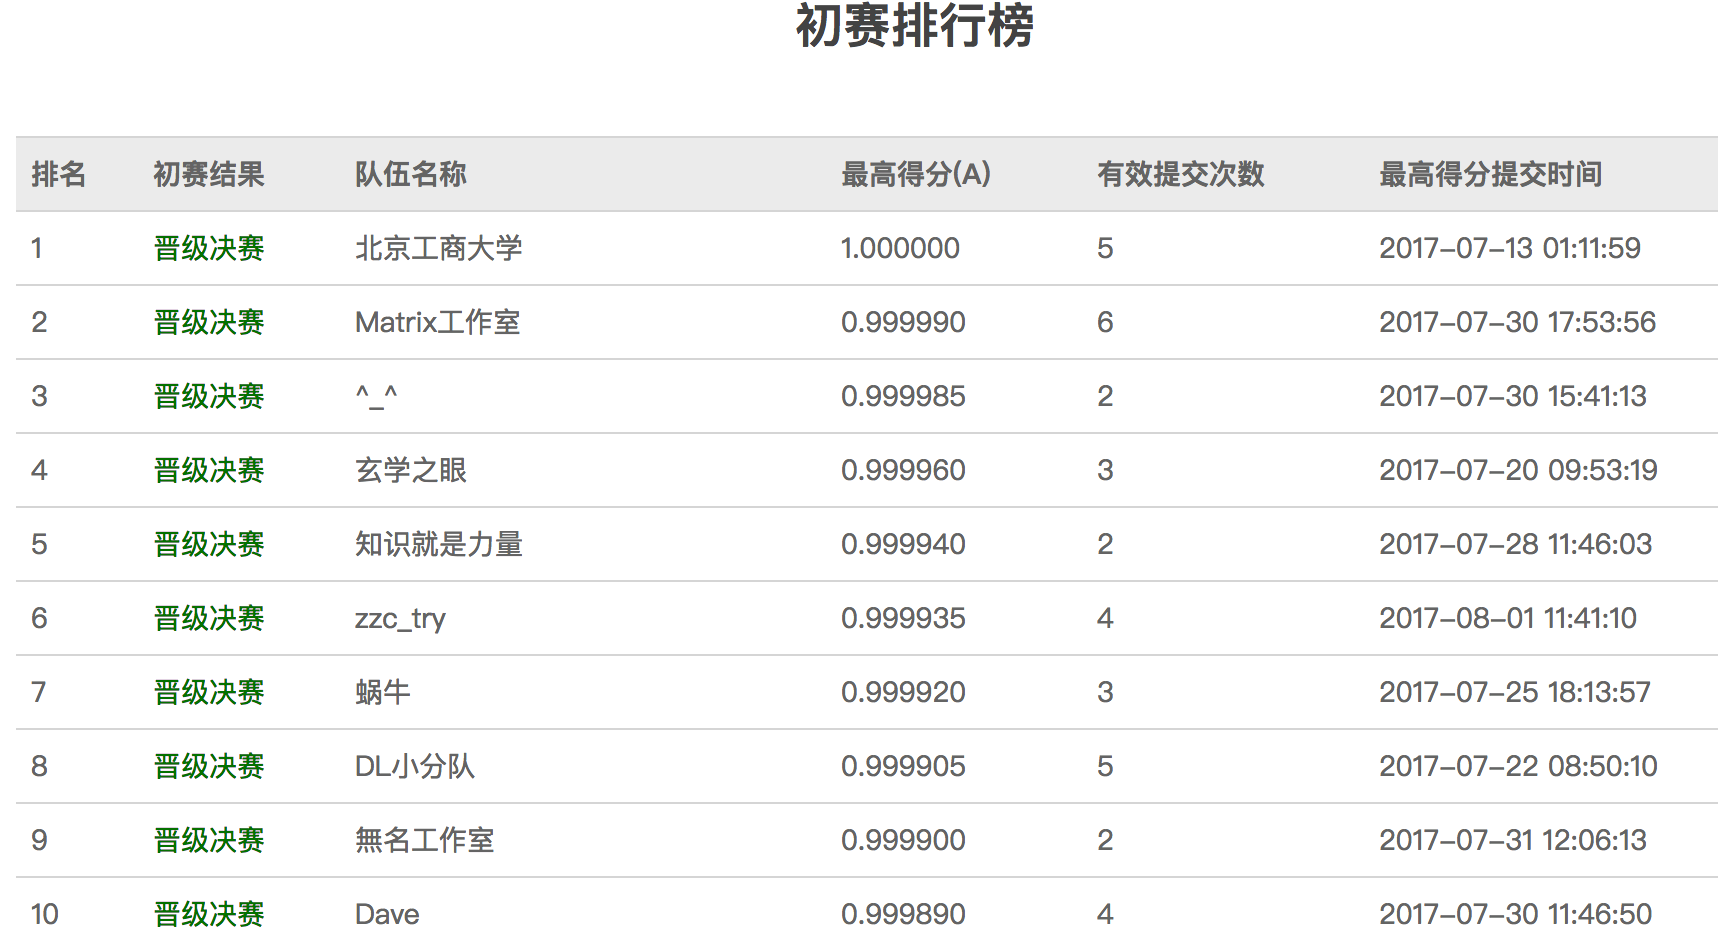 初赛排行榜
排名 初赛结果 队伍名称 最高得分(A) 有效提交次数 最高得分提交时间
1 晋级决赛 北京工商大学 1.000000 5 2017-07-13 01:11:59
2 晋级决赛 Matrix工作室 0.999990 6 2017-07-30 17:53:56
3 晋级决赛 ^_^ 0.999985 2 2017-07-30 15:41:13
4 晋级决赛 玄学之眼 0.999960 3 2017-07-20 09:53:19
5 晋级决赛 知识就是力量 0.999940 2 2017-07-28 11:46:03
6 晋级决赛 zzc_try 0.999935 4 2017-08-01 11:41:10
7 晋级决赛 蜗牛 0.999920 3 2017-07-25 18:13:57
8 晋级决赛 DL小分队 0.999905 5 2017-07-22 08:50:10
9 晋级决赛 無名工作室 0.999900 2 2017-07-31 12:06:13
10 晋级决赛 Dave 0.999890 4 2017-07-30 11:46:50